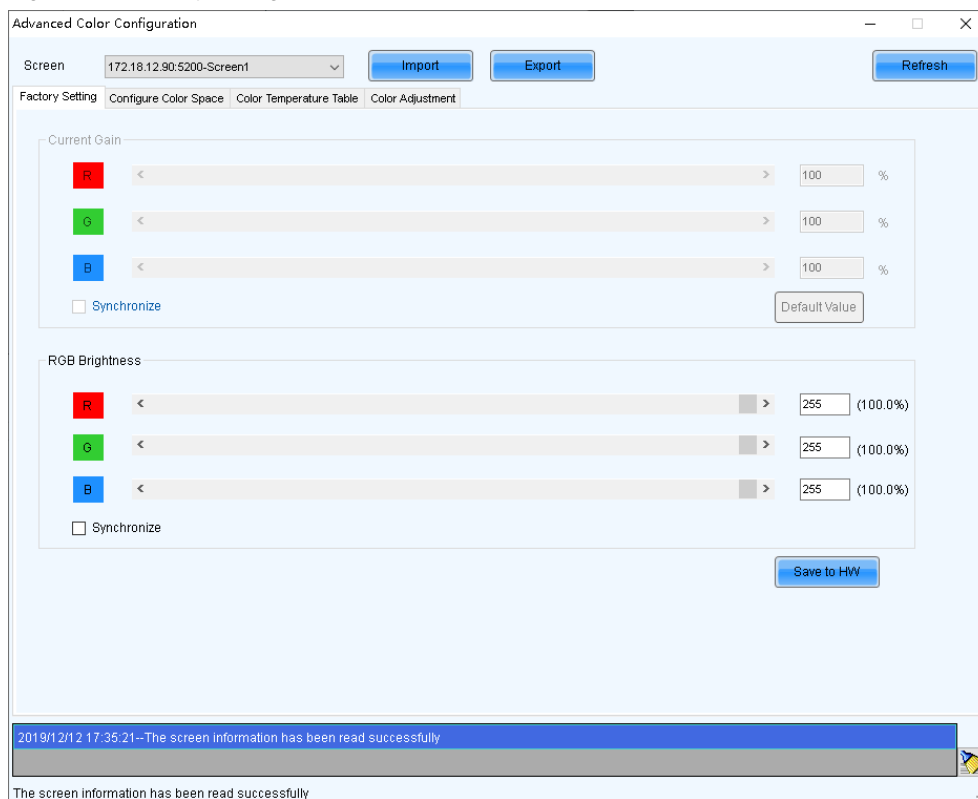 Advanced Color Configuration
Screen 172.18.12.90:5200-Screen1 Import Export Refresh
Factory Setting Configure Color Space Color Temperature Table Color Adjustment
Current Gain
R 100 %
G 100 %
B 100 %
Synchronize Default Value
RGB Brightness
R 255 (100.0%)
G 255 (100.0%)
B 255 (100.0%)
Synchronize
Save to HW
2019/12/12 17:35:21--The screen information has been read successfully
The screen information has been read successfully